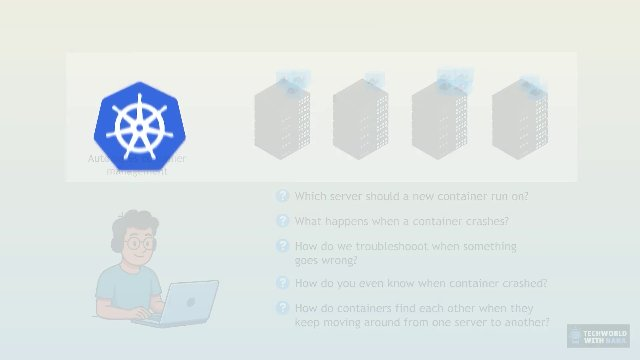 management
Which server should a new container run on?
What happens when a container crashes?
How do we troubleshooot when something
goes wrong?
How do you even know when container crashed?
How do containers find each other when they
keep moving around from one server to another?
TECHWORLD
WITH NANA